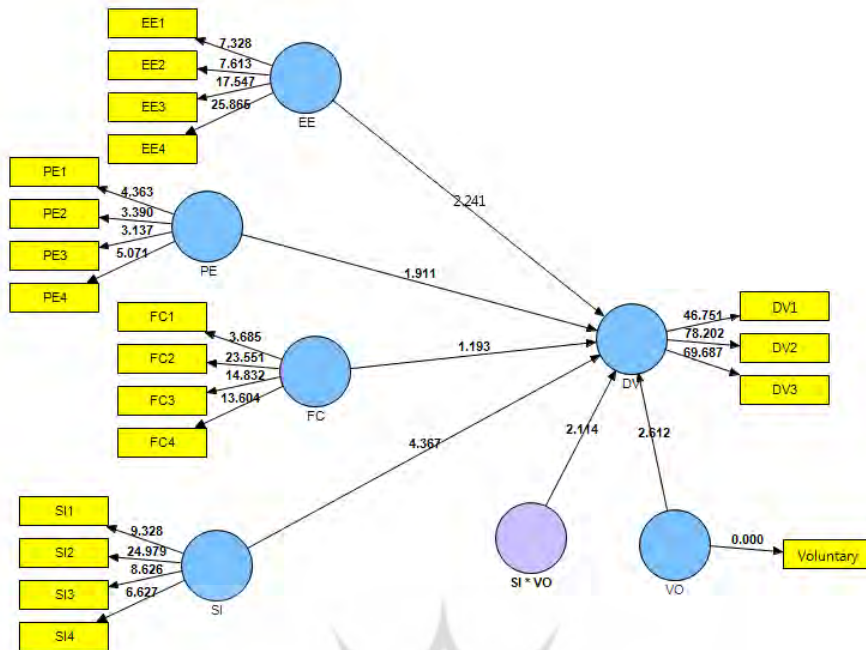 EE1
7.328
EE2
7.613
EE3
17.547
EE4
25.865
EE
2.241
PE1
4.363
PE2
3.390
PE3
3.137
PE4
5.071
PE
1.911
FC1
3.685
FC2
23.551
FC3
14.832
FC4
13.604
FC
1.193
DV
46.751
DV1
78.202
DV2
69.687
DV3
4.367
2.114
2.612
SI1
9.328
SI2
24.979
SI3
8.626
SI4
6.627
SI
SI * VO
VO
0.000
Voluntary